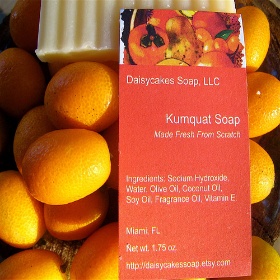 Daisycakes Soap, LLC
Kumquat Soap
Made Fresh From Scratch
Ingredients: Sodium Hydroxide,
Water, Olive Oil, Coconut Oil,
Soy Oil, Fragrance Oil, Vitamin E
Miami, FL
Net wt. 1.75 oz.
http://daisycakessoap.etsy.com